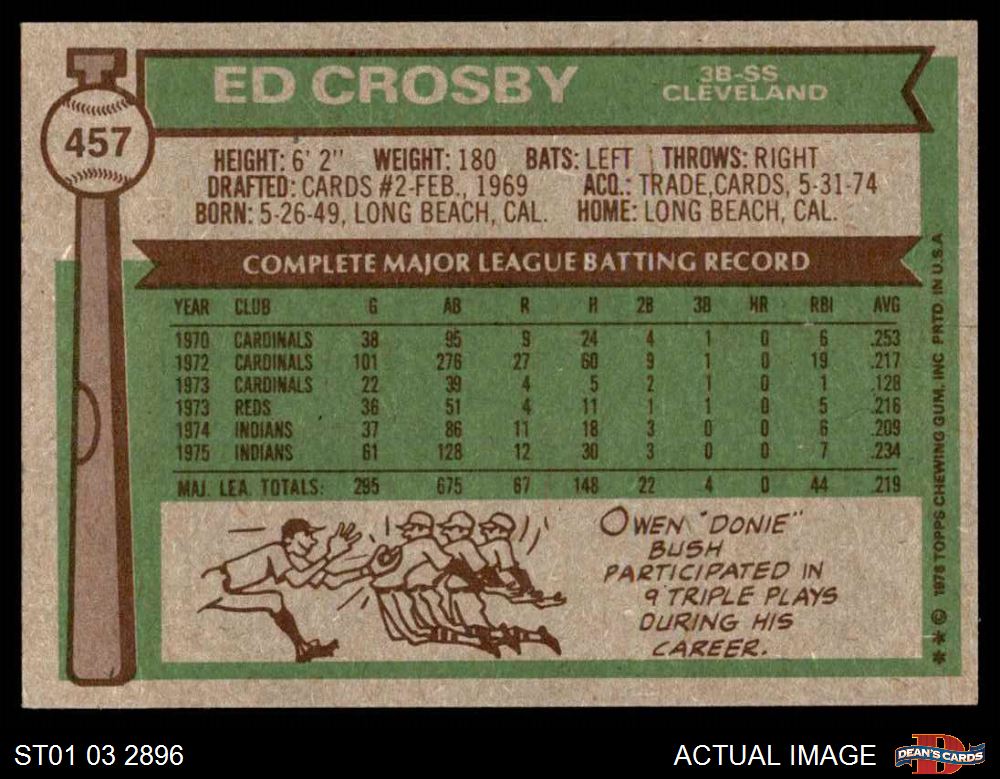 ED CROSBY
3B-SS
CLEVELAND
457
HEIGHT: 6' 2" WEIGHT: 180 BATS: LEFT THROWS: RIGHT
DRAFTED: CARDS #2-FEB., 1969 ACQ.: TRADE, CARDS, 5-31-74
BORN: 5-26-49, LONG BEACH, CAL. HOME: LONG BEACH, CAL.
COMPLETE MAJOR LEAGUE BATTING RECORD
YEAR CLUB G AB R H 2B 3B HR RBI AVG
1970 CARDINALS 38 95 9 24 4 1 0 6 .253
1972 CARDINALS 101 276 27 60 9 1 0 19 .217
1973 CARDINALS 22 39 4 5 2 1 0 1 .128
1973 REDS 36 51 4 11 1 1 0 5 .216
1974 INDIANS 37 86 11 18 3 0 0 6 .209
1975 INDIANS 61 128 12 30 3 0 0 7 .234
MAJ. LEA. TOTALS: 295 675 67 148 22 4 0 44 .219
OWEN "DONIE"
BUSH
PARTICIPATED IN
9 TRIPLE PLAYS
DURING HIS
CAREER.
** © 1976 TOPPS CHEWING GUM, INC PRTD. IN U.S.A
ST01 03 2896
ACTUAL IMAGE
D
DEAN'S CARDS